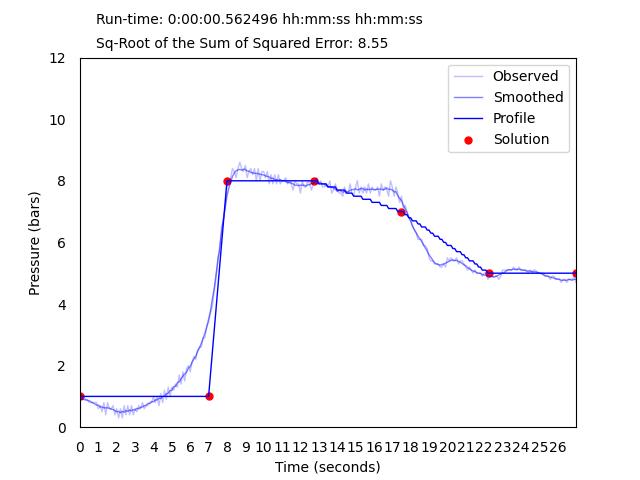 Run-time: 0:00:00.562496 hh:mm:ss hh:mm:ss
Sq-Root of the Sum of Squared Error: 8.55
12
10
8
6
4
2
0
Pressure (bars)
Observed
Smoothed
Profile
Solution
0 1 2 3 4 5 6 7 8 9 10 11 12 13 14 15 16 17 18 19 20 21 22 23 24 25 26
Time (seconds)